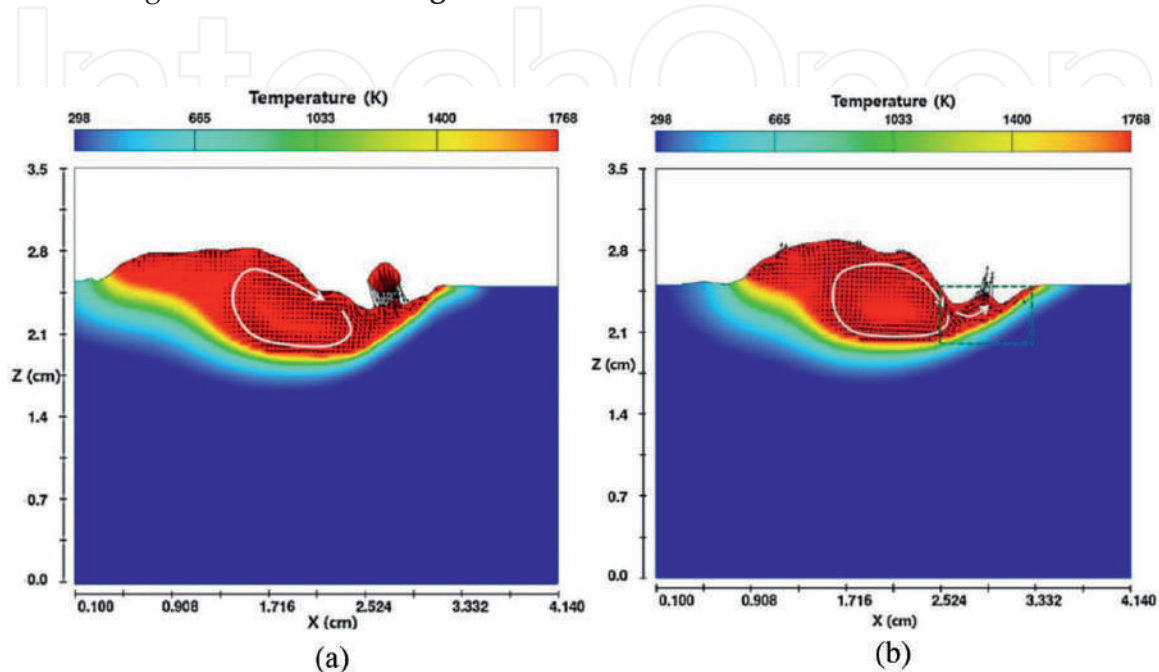 IntechOpen
Temperature (K)
298 665 1033 1400 1768
3.5
2.8
2.1
Z (cm)
1.4
0.7
0.0
0.100 0.908 1.716 2.524 3.332 4.140
X (cm)
(a)
Temperature (K)
298 665 1033 1400 1768
3.5
2.8
2.1
Z (cm)
1.4
0.7
0.0
0.100 0.908 1.716 2.524 3.332 4.140
X (cm)
(b)